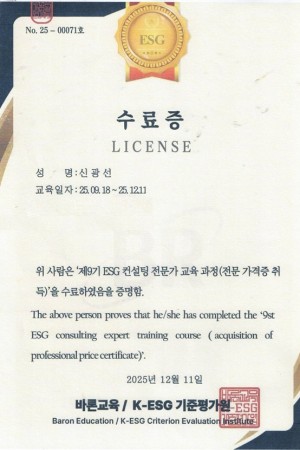 No. 25 - 00071호
ESG
수료증
LICENSE
성 명 : 신광선
교육일자 : 25.09.18 ~ 25.12.11
위 사람은 ‘제9기 ESG 컨설팅 전문가 교육 과정(전문 가격증 취
득)’을 수료하였음을 증명함.
The above person proves that he/she has completed the ‘9st
ESG consulting expert training course (acquisition of
professional price certificate)’.
2025년 12월 11일
바른교육 / K-ESG 기준평가원
Baron Education / K-ESG Criterion Evaluation Institute